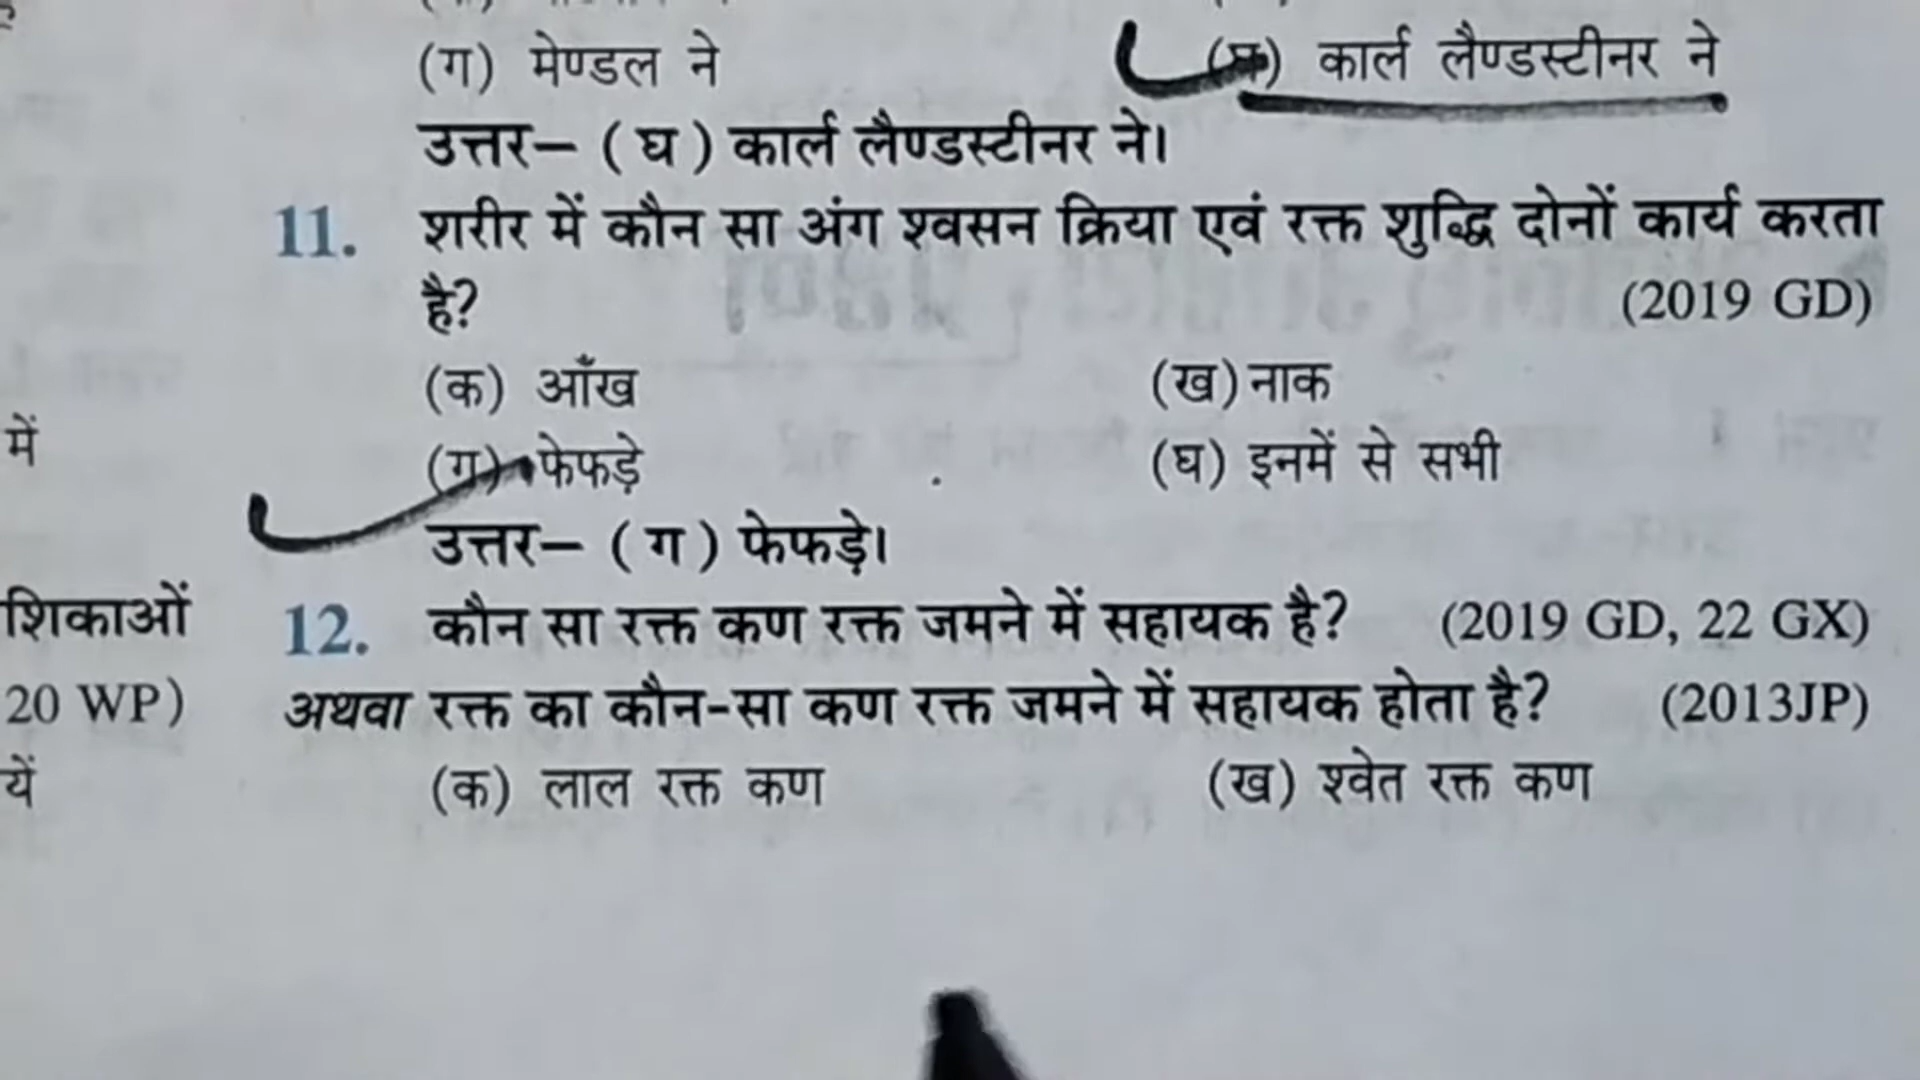 (ग) मेण्डल ने
(घ) कार्ल लैण्डस्टीनर ने
उत्तर– ( घ ) कार्ल लैण्डस्टीनर ने।
11. शरीर में कौन सा अंग श्वसन क्रिया एवं रक्त शुद्धि दोनों कार्य करता
है? (2019 GD)
(क) आँख (ख) नाक
में
(ग) फेफड़े (घ) इनमें से सभी
उत्तर– ( ग ) फेफड़े।
शिकाओं
12. कौन सा रक्त कण रक्त जमने में सहायक है? (2019 GD, 22 GX)
20 WP)
अथवा रक्त का कौन-सा कण रक्त जमने में सहायक होता है? (2013JP)
यें
(क) लाल रक्त कण (ख) श्वेत रक्त कण